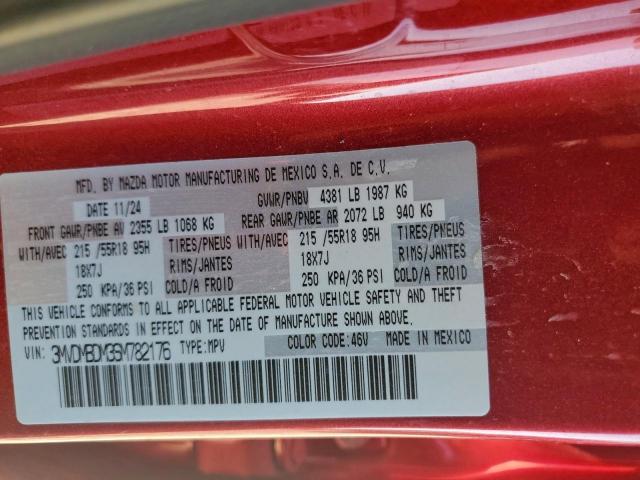 MFD. BY MAZDA MOTOR MANUFACTURING DE MEXICO S.A. DE C.V.
DATE 11/24 GVWR/PNBV 4381 LB 1987 KG
FRONT GAWR/PNBE AV 2355 LB 1068 KG REAR GAWR/PNBE AR 2072 LB 940 KG
WITH/AVEC 215 /55R18 95H TIRES/PNEUS WITH/AVEC 215 /55R18 95H TIRES/PNEUS
18X7J RIMS/JANTES 18X7J RIMS/JANTES
250 KPA/36 PSI COLD/A FROID 250 KPA/36 PSI COLD/A FROID
THIS VEHICLE CONFORMS TO ALL APPLICABLE FEDERAL MOTOR VEHICLE SAFETY AND THEFT
PREVENTION STANDARDS IN EFFECT ON THE DATE OF MANUFACTURE SHOWN ABOVE.
VIN: 3MVDMBDM3SM782176 TYPE:MPV COLOR CODE:46V MADE IN MEXICO